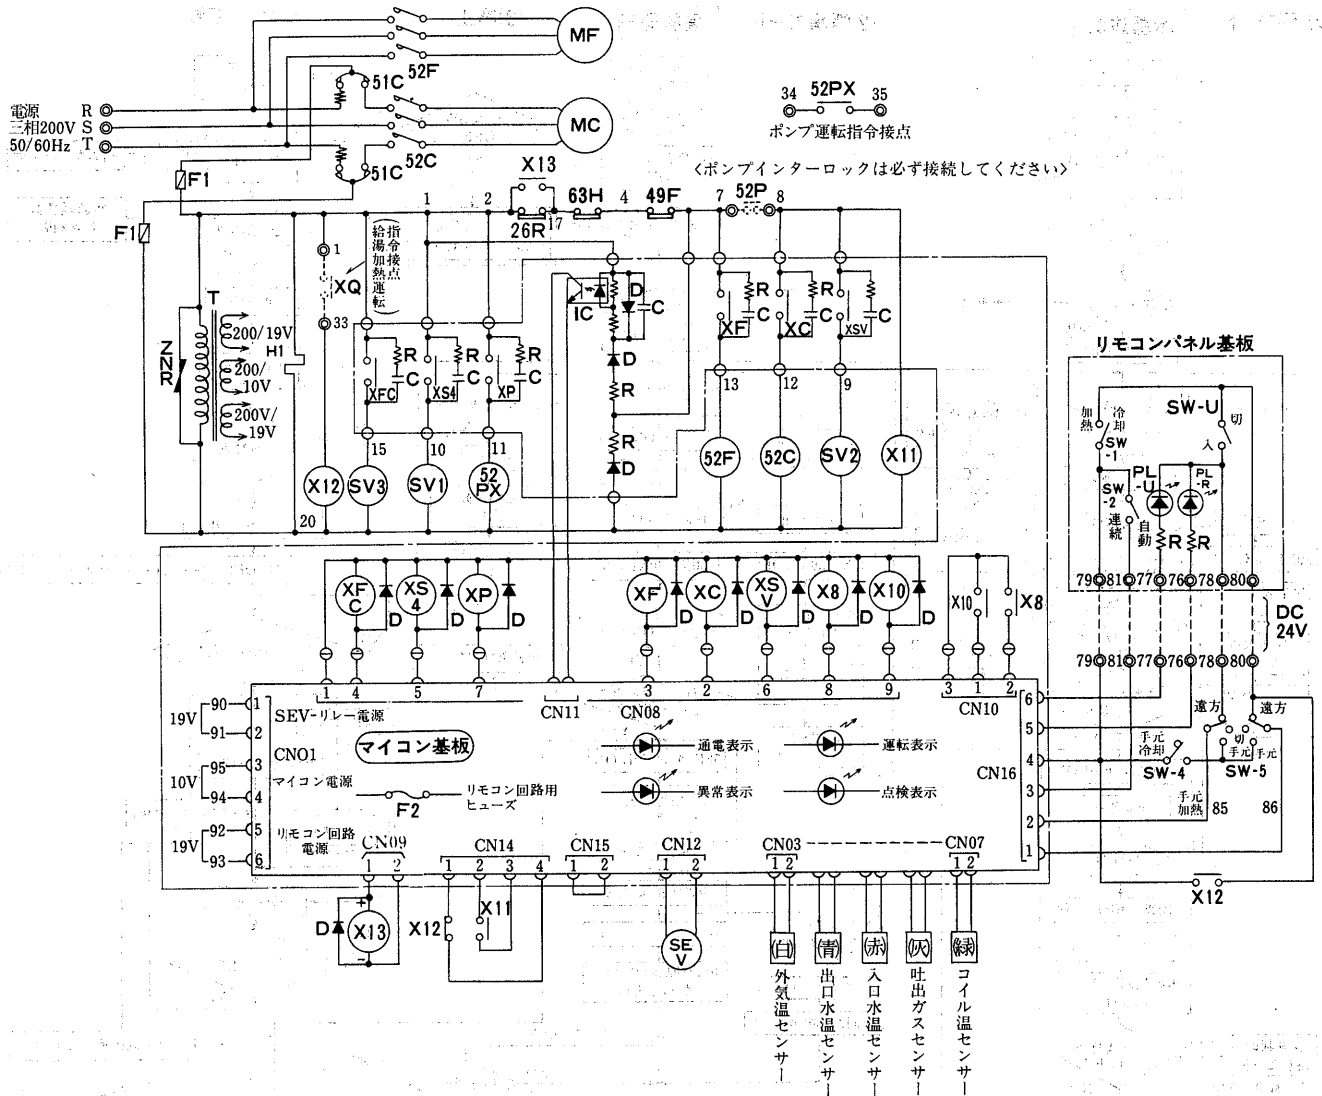 MF
52F
51C
電源 R
三相200V S
50/60Hz T
MC
52C
51C
F1
F1
34 52PX 35
ポンプ運転指令接点
〈ポンプインターロックは必ず接続してください〉
X13
1 2 26R 17 63H 4 49F 7 52P 8
1
XQ
33
(指令接点
給湯加熱運転)
ZNR
T
200/19V
200/
10V
200V/
19V
H1
XFC R C
XS4 R C
XP R C
IC
D
C
D
R
R
D
XF R C
XC R C
XSV R C
15 10 11 13 12 9
X12
20
SV3
SV1
52
PX
52F
52C
SV2
X11
リモコンパネル基板
加熱
冷却
SW
-1
SW
-2
連続
自動
SW-U
切
入
PL
-U
PL
-R
R
R
79 81 77 76 78 80
DC
24V
79 81 77 76 78 80
XF
C
D
XS
4
D
XP
D
XF
D
XC
D
XS
V
D
X8
D
X10
D
X10
X8
1 4 5 7
CN11
3 2 6 8 9
CN08
3 1 2
CN10
19V
90
91
1
2
SEV-リレー電源
CN01
10V
95
94
3
4
マイコン電源
19V
92
93
5
6
リモコン回路
電源
マイコン基板
F2
リモコン回路用
ヒューズ
通電表示
運転表示
異常表示
点検表示
6
5
4
3
2
1
CN16
遠方
遠方
手元
冷却
SW-4
切
手元
手元
SW-5
手元
加熱
85
86
X12
CN09
1 2
CN14
1 2 3 4
CN15
1 2
CN12
1 2
CN03
1 2
CN07
1 2
D
+
X13
-
X12
X11
SE
V
(白)
外気温センサー
(青)
出口水温センサー
(赤)
入口水温センサー
(灰)
吐出ガスセンサー
(緑)
コイル温センサー